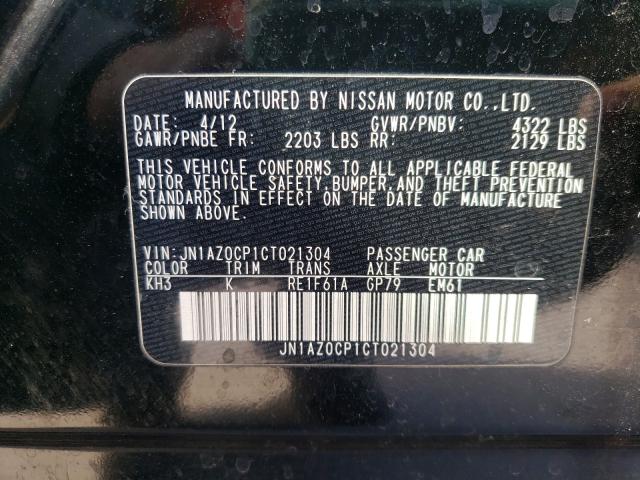 MANUFACTURED BY NISSAN MOTOR CO.,LTD.
DATE: 4/12 GVWR/PNBV: 4322 LBS
GAWR/PNBE FR: 2203 LBS RR: 2129 LBS
THIS VEHICLE CONFORMS TO ALL APPLICABLE FEDERAL
MOTOR VEHICLE SAFETY,BUMPER,AND THEFT PREVENTION
STANDARDS IN EFFECT ON THE DATE OF MANUFACTURE
SHOWN ABOVE.
VIN:JN1AZ0CP1CT021304 PASSENGER CAR
COLOR TRIM TRANS AXLE MOTOR
KH3 K RE1F61A GP79 EM61
JN1AZ0CP1CT021304